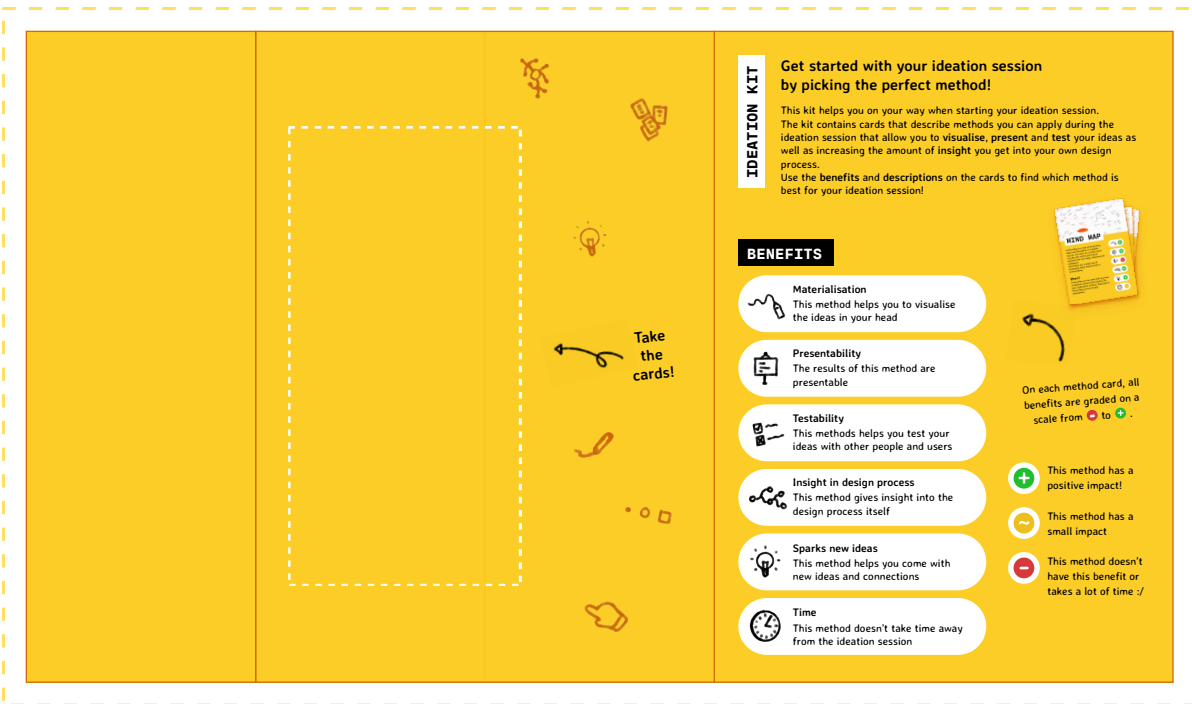 Take
the
cards!
IDEATION KIT
Get started with your ideation session
by picking the perfect method!
This kit helps you on your way when starting your ideation session.
The kit contains cards that describe methods you can apply during the
ideation session that allow you to visualise, present and test your ideas as
well as increasing the amount of insight you get into your own design
process.
Use the benefits and descriptions on the cards to find which method is
best for your ideation session!
MIND MAP
BENEFITS
Materialisation
This method helps you to visualise
the ideas in your head
Presentability
The results of this method are
presentable
Testability
This methods helps you test your
ideas with other people and users
Insight in design process
This method gives insight into the
design process itself
Sparks new ideas
This method helps you come with
new ideas and connections
Time
This method doesn't take time away
from the ideation session
On each method card, all
benefits are graded on a
scale from - to + .
+ This method has a
positive impact!
~ This method has a
small impact
- This method doesn't
have this benefit or
takes a lot of time :/